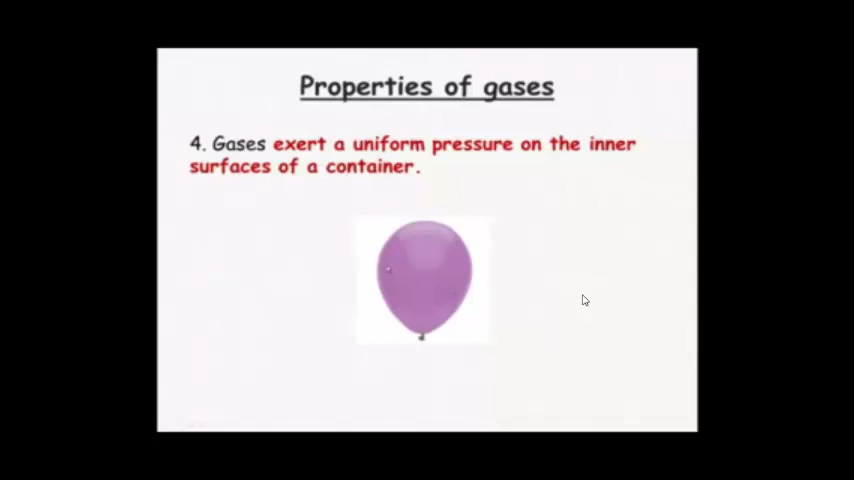 Properties of gases
4. Gases exert a uniform pressure on the inner
surfaces of a container.